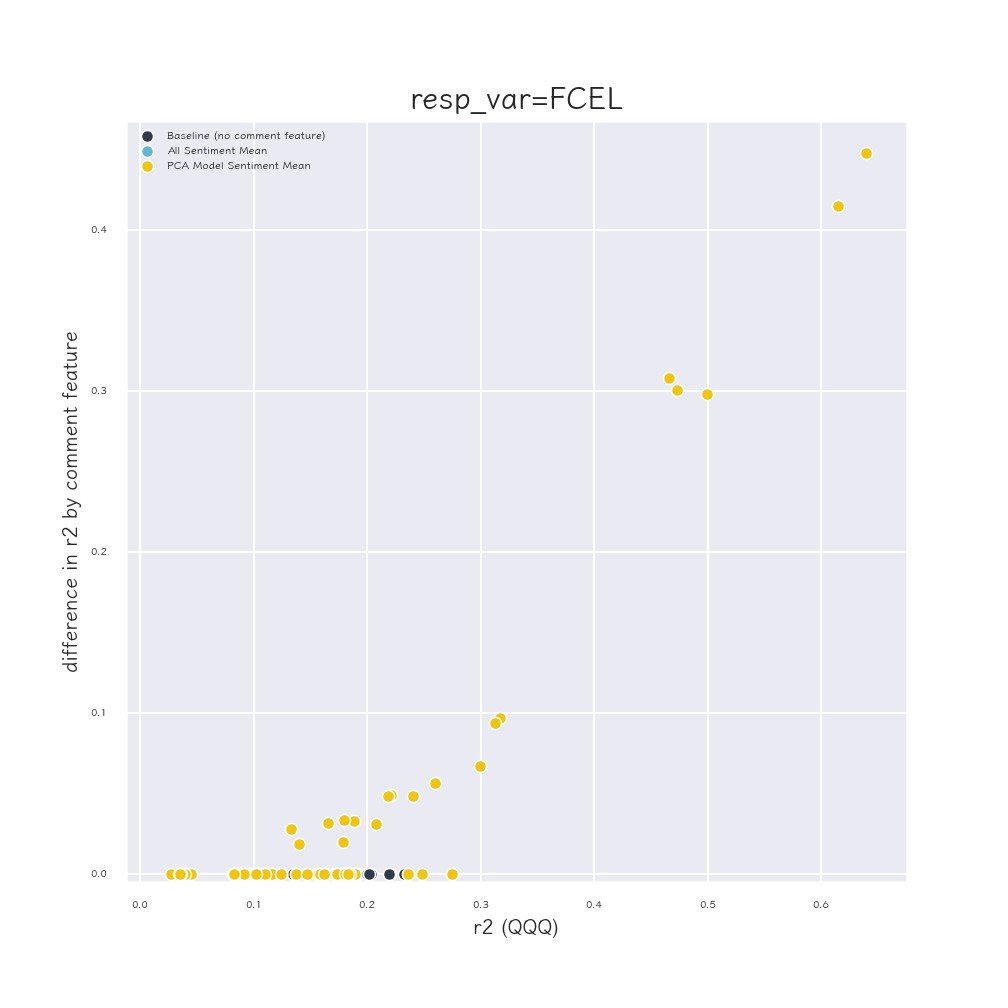 resp_var=FCEL
Baseline (no comment feature)
All Sentiment Mean
PCA Model Sentiment Mean
difference in r2 by comment feature
0.4
0.3
0.2
0.1
0.0
0.0 0.1 0.2 0.3 0.4 0.5 0.6
r2 (QQQ)